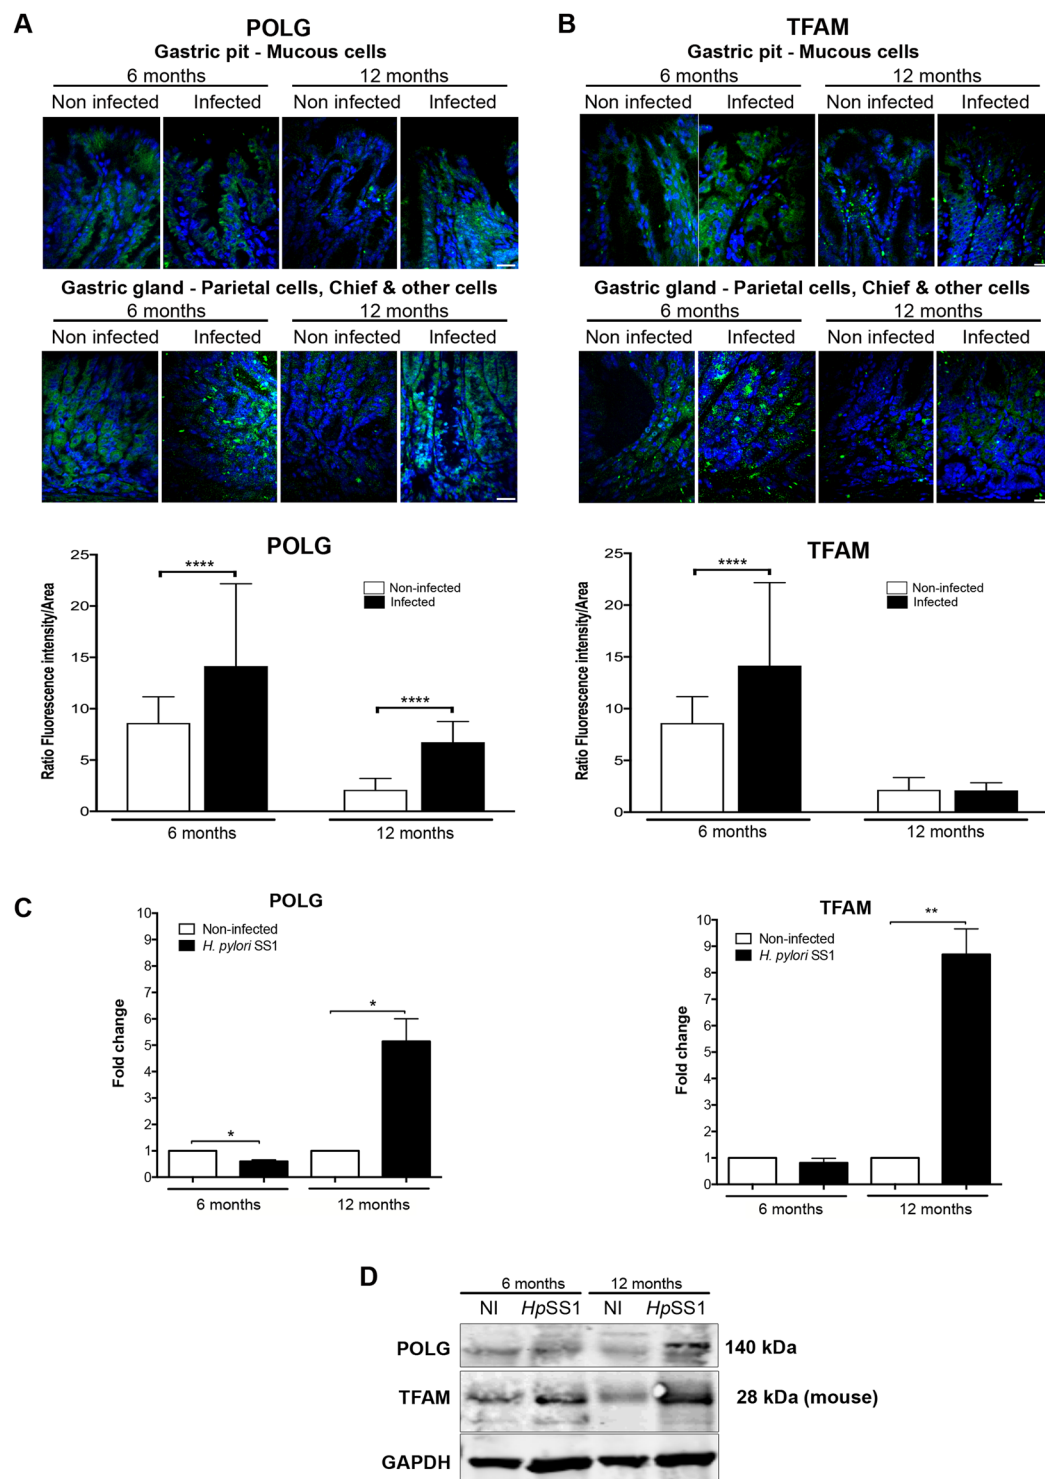 A
POLG
Gastric pit - Mucous cells
6 months 12 months
Non infected Infected Non infected Infected
Gastric gland - Parietal cells, Chief & other cells
6 months 12 months
Non infected Infected Non infected Infected
POLG
Ratio Fluorescence intensity/Area
25
20
15
10
5
0
****
****
Non-infected
Infected
6 months 12 months
B
TFAM
Gastric pit - Mucous cells
6 months 12 months
Non infected Infected Non infected Infected
Gastric gland - Parietal cells, Chief & other cells
6 months 12 months
Non infected Infected Non infected Infected
TFAM
Ratio Fluorescence intensity/Area
25
20
15
10
5
0
****
Non-infected
Infected
6 months 12 months
C
POLG
Fold change
10
9
8
7
6
5
4
3
2
1
0
Non-infected
H. pylori SS1
*
*
6 months 12 months
TFAM
Fold change
10
9
8
7
6
5
4
3
2
1
0
Non-infected
H. pylori SS1
**
6 months 12 months
D
6 months 12 months
NI HpSS1 NI HpSS1
POLG 140 kDa
TFAM 28 kDa (mouse)
GAPDH